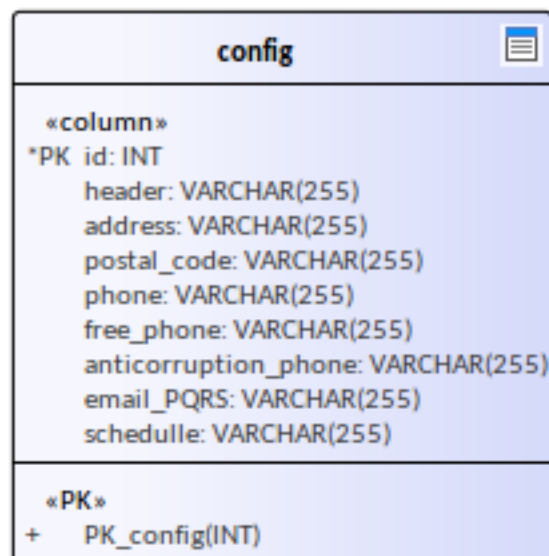 config
«column»
*PK id: INT
header: VARCHAR(255)
address: VARCHAR(255)
postal_code: VARCHAR(255)
phone: VARCHAR(255)
free_phone: VARCHAR(255)
anticorruption_phone: VARCHAR(255)
email_PQRS: VARCHAR(255)
schedulle: VARCHAR(255)
«PK»
+ PK_config(INT)